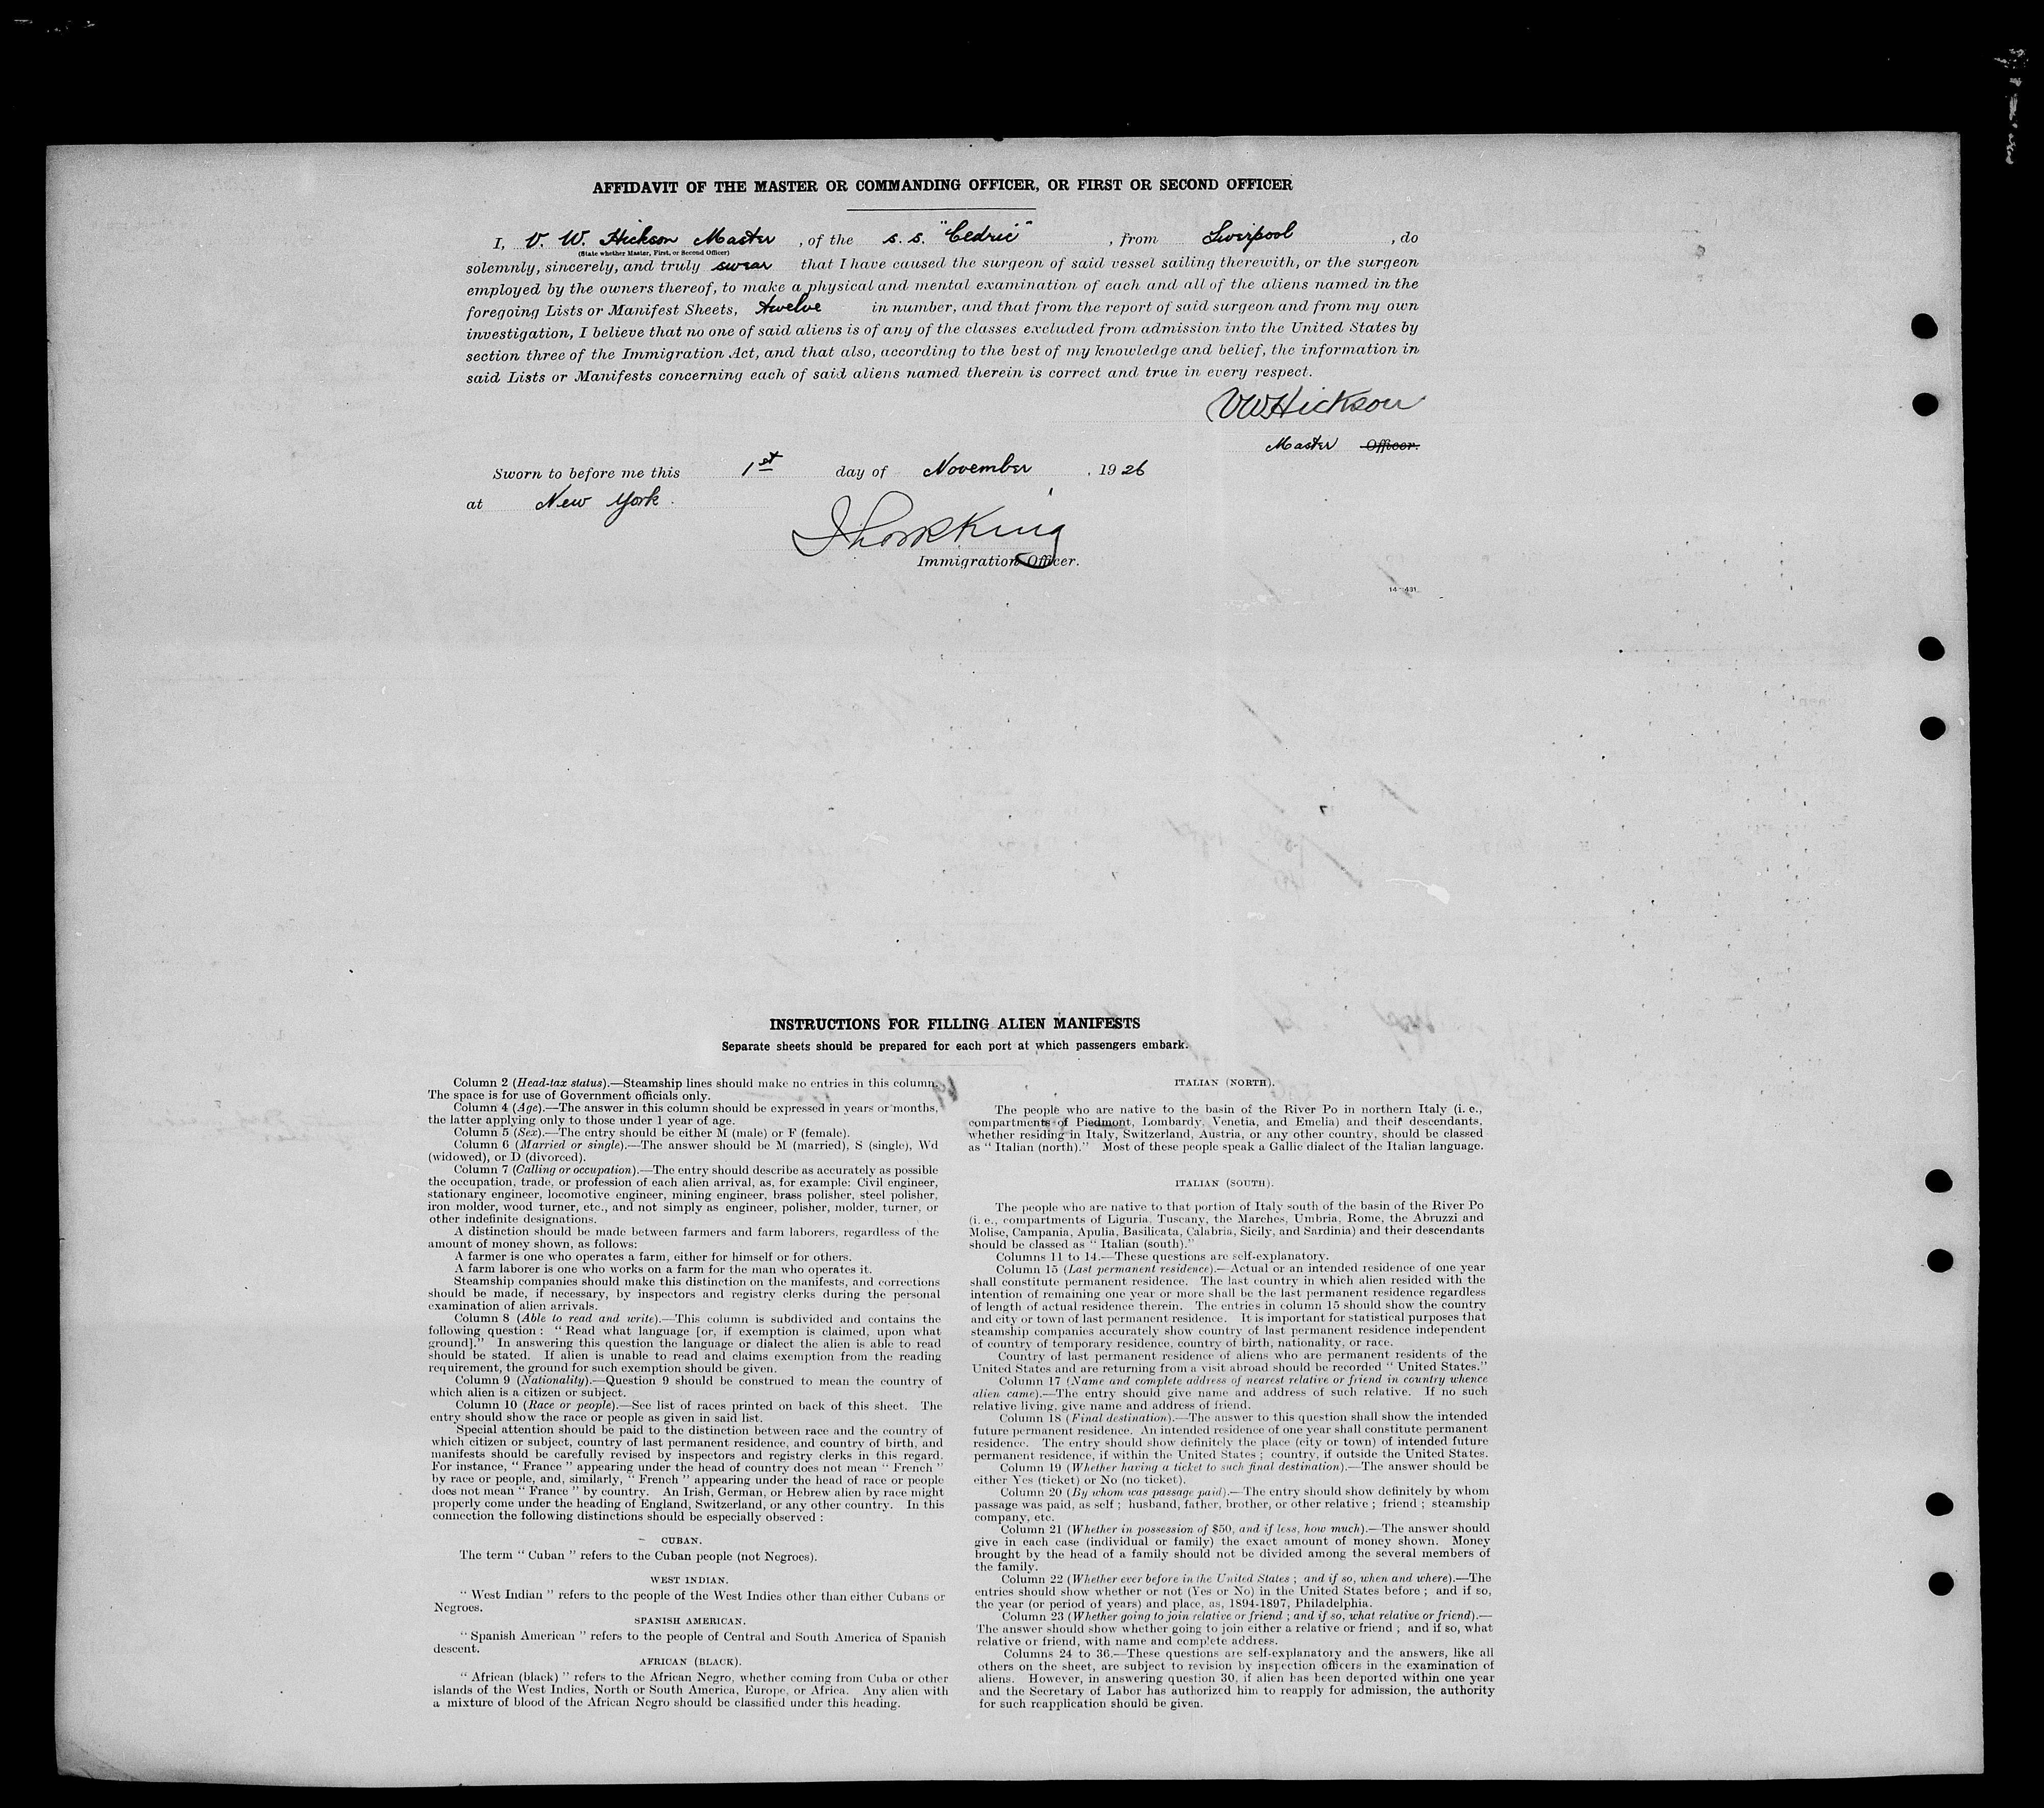 AFFIDAVIT OF THE MASTER OR COMMANDING OFFICER, OR FIRST OR SECOND OFFICER
I, V. W. Hickson Master , of the s.s. "Cedric" , from Liverpool , do
(State whether Master, First, or Second Officer)
solemnly, sincerely, and truly swear that I have caused the surgeon of said vessel sailing therewith, or the surgeon
employed by the owners thereof, to make a physical and mental examination of each and all of the aliens named in the
foregoing Lists or Manifest Sheets, twelve in number, and that from the report of said surgeon and from my own
investigation, I believe that no one of said aliens is of any of the classes excluded from admission into the United States by
section three of the Immigration Act, and that also, according to the best of my knowledge and belief, the information in
said Lists or Manifests concerning each of said aliens named therein is correct and true in every respect.
VWHickson
Master Officer.
Sworn to before me this 1st day of November , 1926
at New York .
Immigration Officer.
14-431
INSTRUCTIONS FOR FILLING ALIEN MANIFESTS
Separate sheets should be prepared for each port at which passengers embark.
Column 2 (Head-tax status).—Steamship lines should make no entries in this column.
The space is for use of Government officials only.
Column 4 (Age).—The answer in this column should be expressed in years or months,
the latter applying only to those under 1 year of age.
Column 5 (Sex).—The entry should be either M (male) or F (female).
Column 6 (Married or single).—The answer should be M (married), S (single), Wd
(widowed), or D (divorced).
Column 7 (Calling or occupation).—The entry should describe as accurately as possible
the occupation, trade, or profession of each alien arrival, as, for example: Civil engineer,
stationary engineer, locomotive engineer, mining engineer, brass polisher, steel polisher,
iron molder, wood turner, etc., and not simply as engineer, polisher, molder, turner, or
other indefinite designations.
A distinction should be made between farmers and farm laborers, regardless of the
amount of money shown, as follows:
A farmer is one who operates a farm, either for himself or for others.
A farm laborer is one who works on a farm for the man who operates it.
Steamship companies should make this distinction on the manifests, and corrections
should be made, if necessary, by inspectors and registry clerks during the personal
examination of alien arrivals.
Column 8 (Able to read and write).—This column is subdivided and contains the
following question : " Read what language [or, if exemption is claimed, upon what
ground]." In answering this question the language or dialect the alien is able to read
should be stated. If alien is unable to read and claims exemption from the reading
requirement, the ground for such exemption should be given.
Column 9 (Nationality).—Question 9 should be construed to mean the country of
which alien is a citizen or subject.
Column 10 (Race or people).—See list of races printed on back of this sheet. The
entry should show the race or people as given in said list.
Special attention should be paid to the distinction between race and the country of
which citizen or subject, country of last permanent residence, and country of birth, and
manifests should be carefully revised by inspectors and registry clerks in this regard.
For instance, " France " appearing under the head of country does not mean " French "
by race or people, and, similarly, " French " appearing under the head of race or people
does not mean " France " by country. An Irish, German, or Hebrew alien by race might
properly come under the heading of England, Switzerland, or any other country. In this
connection the following distinctions should be especially observed :
CUBAN.
The term " Cuban " refers to the Cuban people (not Negroes).
WEST INDIAN.
" West Indian " refers to the people of the West Indies other than either Cubans or
Negroes.
SPANISH AMERICAN.
" Spanish American " refers to the people of Central and South America of Spanish
descent.
AFRICAN (BLACK).
" African (black) " refers to the African Negro, whether coming from Cuba or other
islands of the West Indies, North or South America, Europe, or Africa. Any alien with
a mixture of blood of the African Negro should be classified under this heading.
ITALIAN (NORTH).
The people who are native to the basin of the River Po in northern Italy (i. e.,
compartments of Piedmont, Lombardy, Venetia, and Emelia) and their descendants,
whether residing in Italy, Switzerland, Austria, or any other country, should be classed
as " Italian (north)." Most of these people speak a Gallic dialect of the Italian language.
ITALIAN (SOUTH).
The people who are native to that portion of Italy south of the basin of the River Po
(i. e., compartments of Liguria, Tuscany, the Marches, Umbria, Rome, the Abruzzi and
Molise, Campania, Apulia, Basilicata, Calabria, Sicily, and Sardinia) and their descendants
should be classed as " Italian (south)."
Columns 11 to 14.—These questions are self-explanatory.
Column 15 (Last permanent residence).—Actual or an intended residence of one year
shall constitute permanent residence. The last country in which alien resided with the
intention of remaining one year or more shall be the last permanent residence regardless
of length of actual residence therein. The entries in column 15 should show the country
and city or town of last permanent residence. It is important for statistical purposes that
steamship companies accurately show country of last permanent residence independent
of country of temporary residence, country of birth, nationality, or race.
Country of last permanent residence of aliens who are permanent residents of the
United States and are returning from a visit abroad should be recorded " United States."
Column 17 (Name and complete address of nearest relative or friend in country whence
alien came).—The entry should give name and address of such relative. If no such
relative living, give name and address of friend.
Column 18 (Final destination).—The answer to this question shall show the intended
future permanent residence. An intended residence of one year shall constitute permanent
residence. The entry should show definitely the place (city or town) of intended future
permanent residence, if within the United States ; country, if outside the United States.
Column 19 (Whether having a ticket to such final destination).—The answer should be
either Yes (ticket) or No (no ticket).
Column 20 (By whom was passage paid).—The entry should show definitely by whom
passage was paid, as self ; husband, father, brother, or other relative ; friend ; steamship
company, etc.
Column 21 (Whether in possession of $50, and if less, how much).—The answer should
give in each case (individual or family) the exact amount of money shown. Money
brought by the head of a family should not be divided among the several members of
the family.
Column 22 (Whether ever before in the United States ; and if so, when and where).—The
entries should show whether or not (Yes or No) in the United States before ; and if so,
the year (or period of years) and place, as, 1894-1897, Philadelphia.
Column 23 (Whether going to join relative or friend ; and if so, what relative or friend).—
The answer should show whether going to join either a relative or friend ; and if so, what
relative or friend, with name and complete address.
Columns 24 to 36.—These questions are self-explanatory and the answers, like all
others on the sheet, are subject to revision by inspection officers in the examination of
aliens. However, in answering question 30, if alien has been deported within one year
and the Secretary of Labor has authorized him to reapply for admission, the authority
for such reapplication should be given.